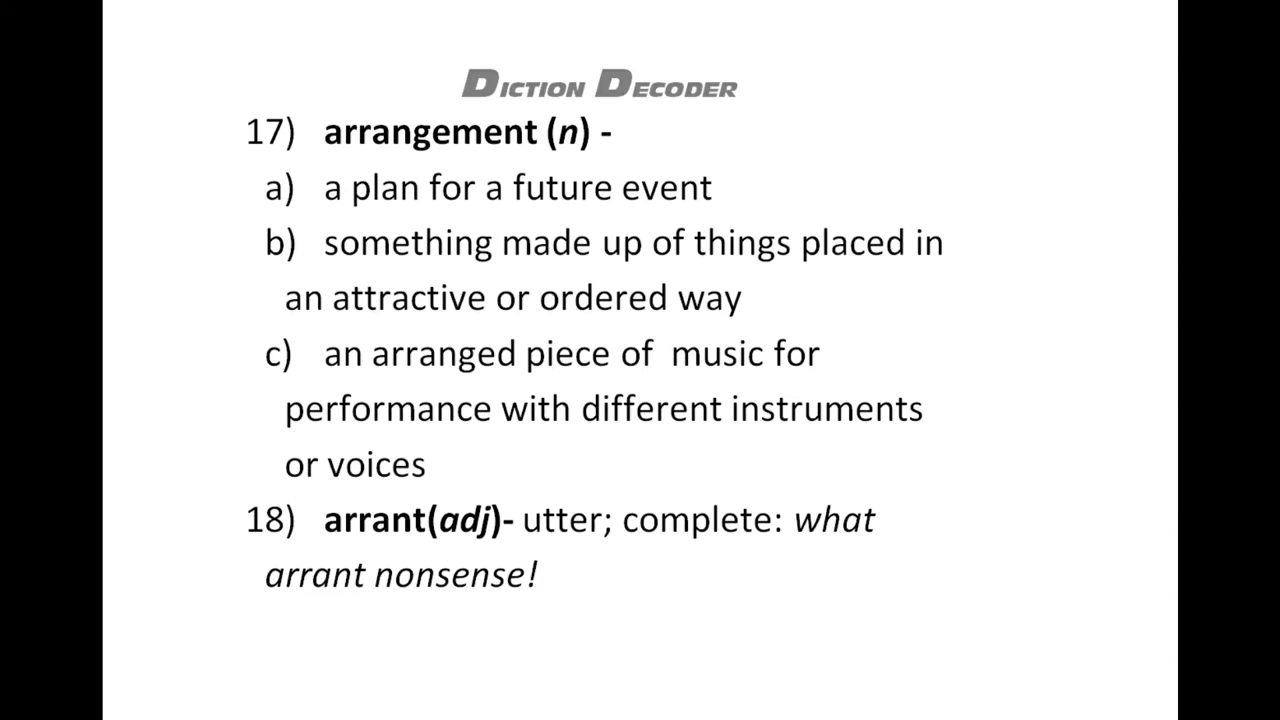 DICTION DECODER
17) arrangement (n) -
a) a plan for a future event
b) something made up of things placed in
an attractive or ordered way
c) an arranged piece of music for
performance with different instruments
or voices
18) arrant(adj)- utter; complete: what
arrant nonsense!